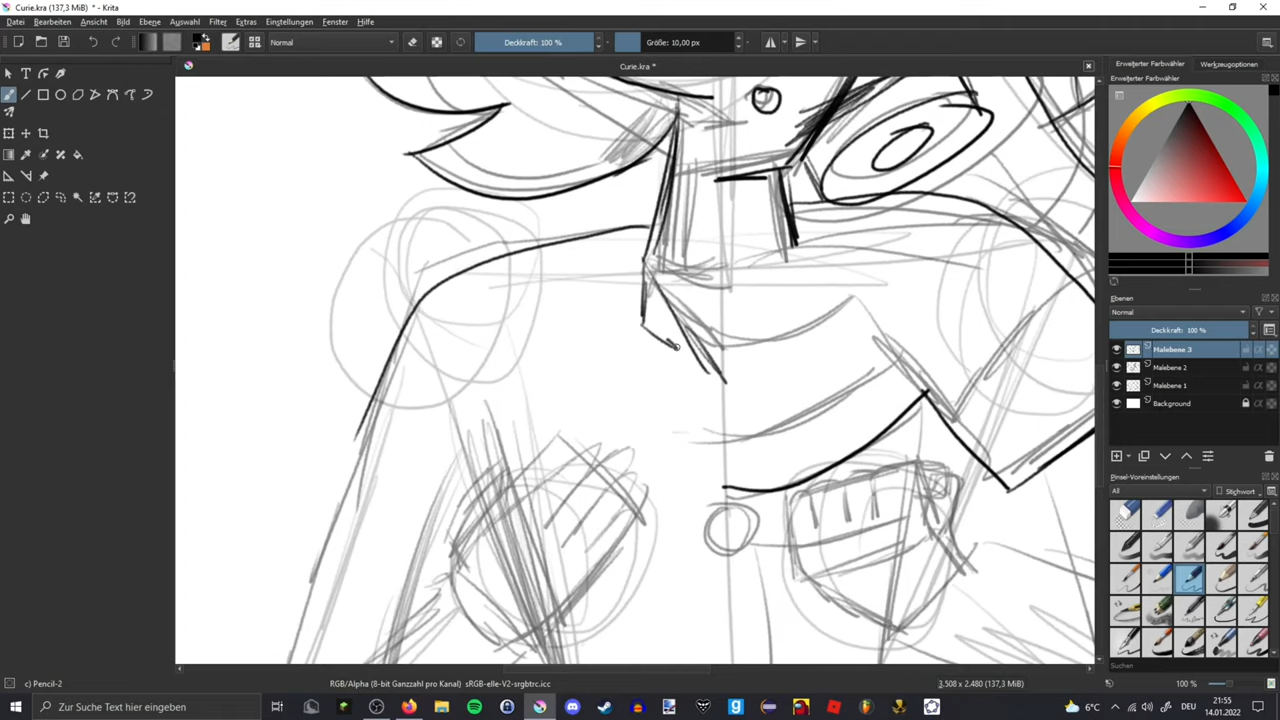 Curie.kra (137,3 MiB) * - Krita
Datei Bearbeiten Ansicht Ebene Auswahl Bild Filter Extras Einstellungen Fenster Hilfe
Normal Deckkraft: 100 % Größe: 10,00 px
Curie.kra *
Erweiterter Farbwähler Werkzeugoptionen
Erweiterter Farbwähler
Ebenen
Normal
Deckkraft: 100 %
Malebene 3
Malebene 2
Malebene 1
Background
Pinsel-Voreinstellungen
All Stichwort
Suchen
c) Pencil-2 RGB/Alpha (8-bit Ganzzahl pro Kanal) sRGB-elle-V2-srgbtrc.icc 3.508 x 2.480 (137,3 MiB) 100 %
Zur Suche Text hier eingeben 6°C DEU 21:55
14.01.2022